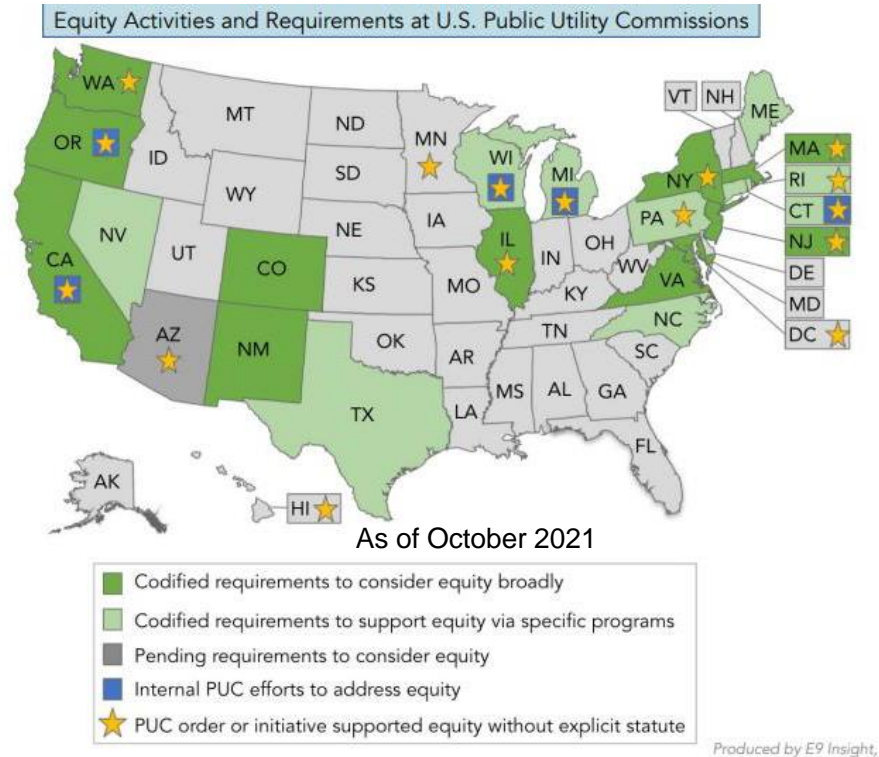 Equity Activities and Requirements at U.S. Public Utility Commissions
WA
OR
CA
NV
ID
MT
WY
UT
AZ
CO
NM
ND
SD
NE
KS
OK
TX
MN
IA
MO
AR
LA
WI
MI
IL
IN
OH
KY
TN
MS
AL
GA
FL
SC
NC
VA
WV
PA
NY
VT
NH
ME
MA
RI
CT
NJ
DE
MD
DC
AK
HI
As of October 2021
Codified requirements to consider equity broadly
Codified requirements to support equity via specific programs
Pending requirements to consider equity
Internal PUC efforts to address equity
PUC order or initiative supported equity without explicit statute
Produced by E9 Insight,